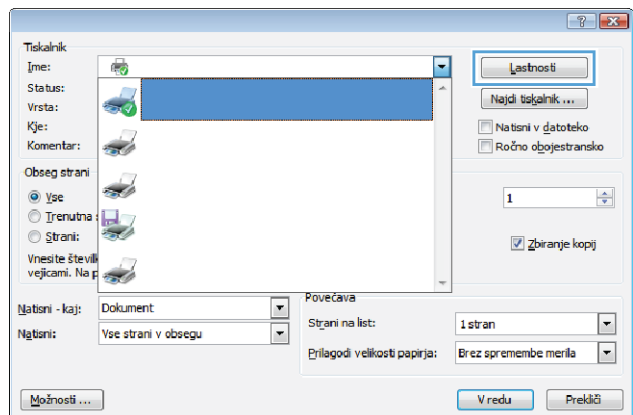 Tiskalnik
Ime:
Lastnosti
Status:
Najdi tiskalnik ...
Vrsta:
Kje:
Natisni v datoteko
Komentar:
Ročno obojestransko
Obseg strani
Vse
1
Trenutna
Strani:
Zbiranje kopij
Vnesite števil
vejicami. Na p
Povečava
Natisni - kaj: Dokument
Strani na list: 1 stran
Natisni: Vse strani v obsegu
Prilagodi velikosti papirja: Brez spremembe merila
Možnosti ...
V redu
Prekliči